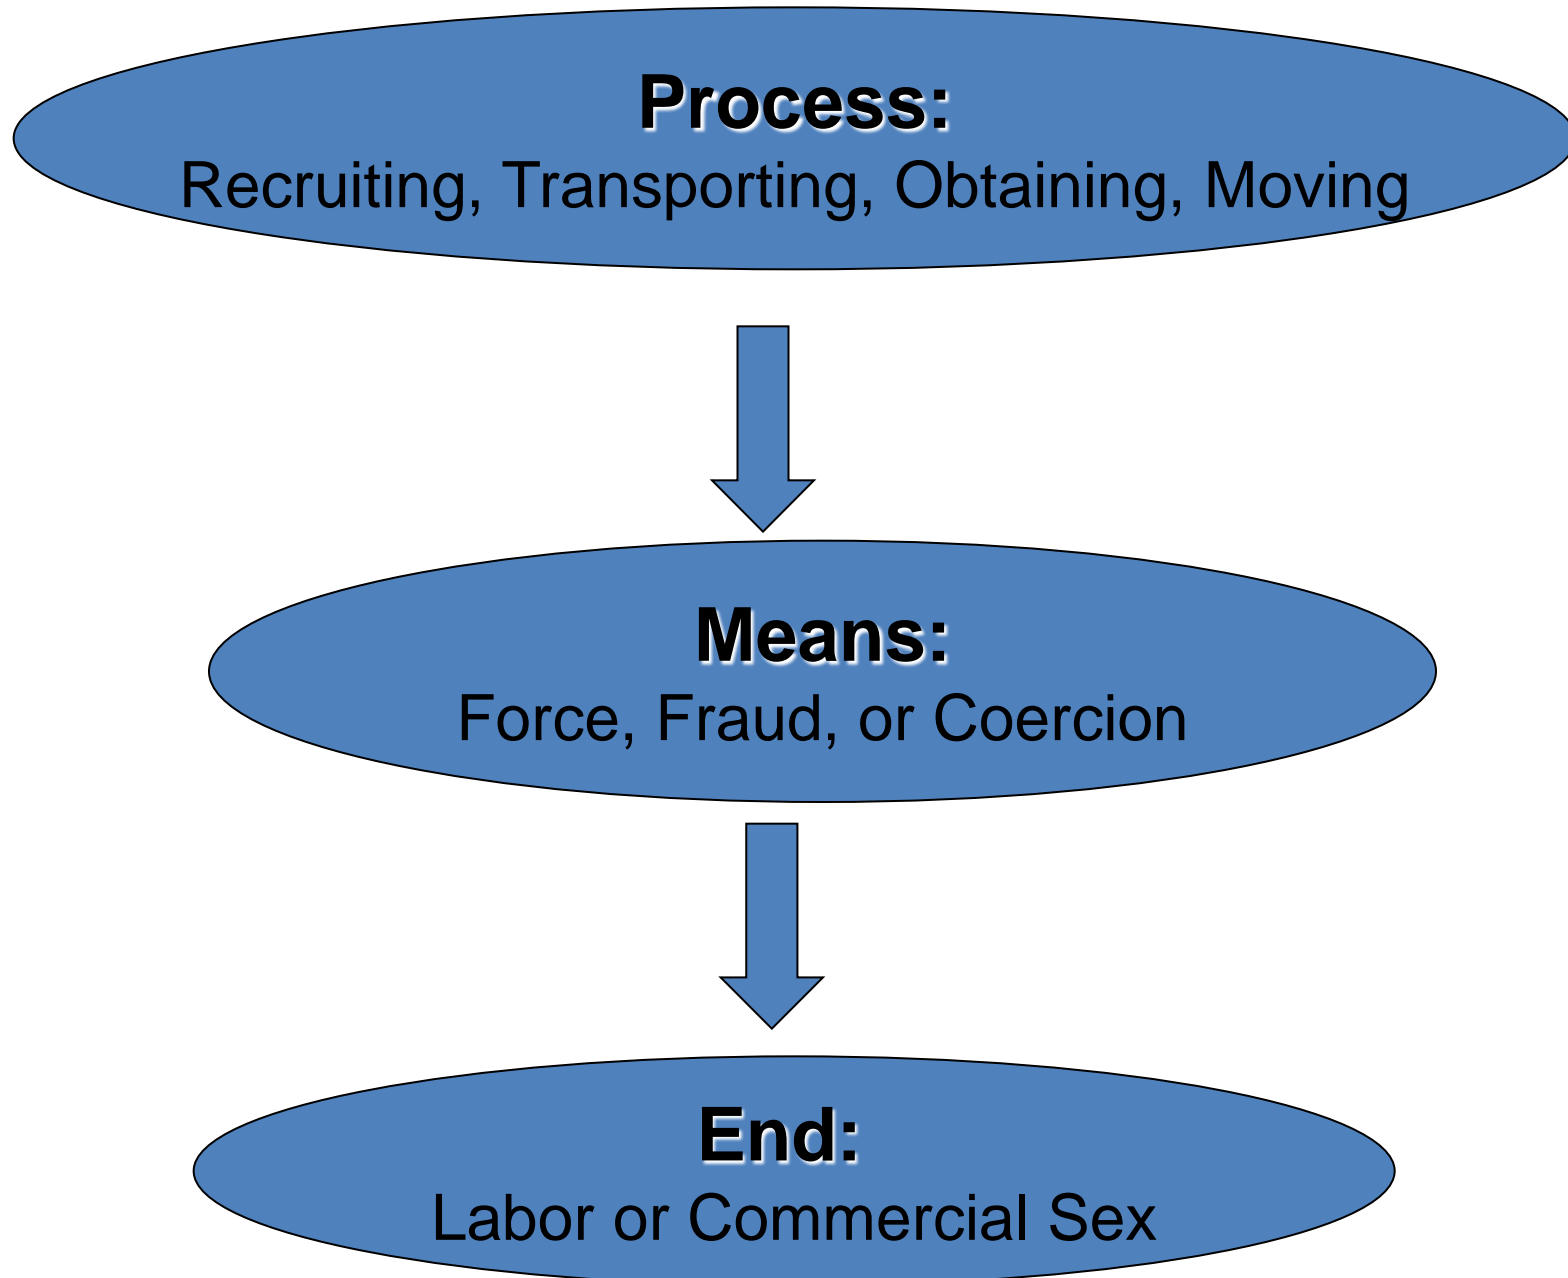 Process:
Recruiting, Transporting, Obtaining, Moving
Means:
Force, Fraud, or Coercion
End:
Labor or Commercial Sex